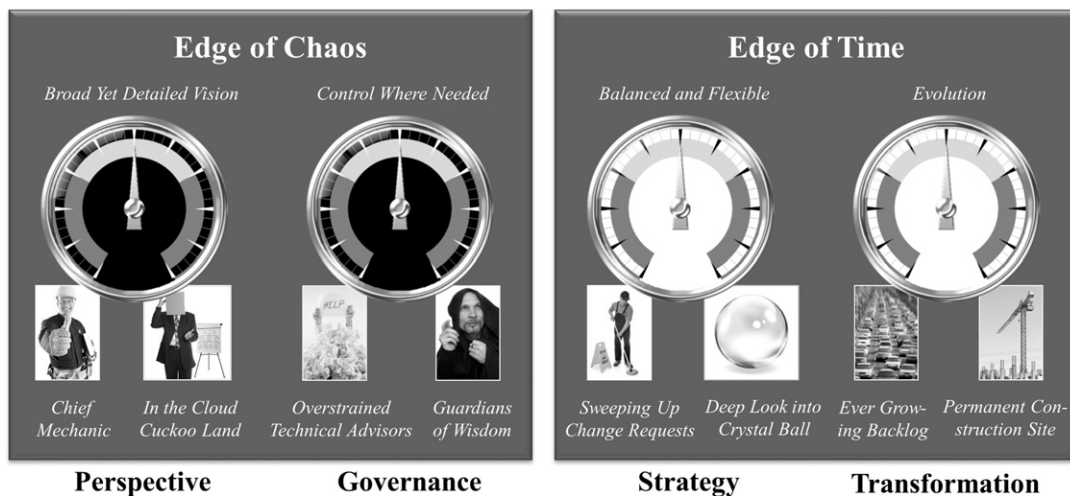 Edge of Chaos
Broad Yet Detailed Vision
Control Where Needed
HELP
Chief
Mechanic
In the Cloud
Cuckoo Land
Overstrained
Technical Advisors
Guardians
of Wisdom
Perspective
Governance
Edge of Time
Balanced and Flexible
Evolution
Sweeping Up
Change Requests
Deep Look into
Crystal Ball
Ever Grow-
ing Backlog
Permanent Con-
struction Site
Strategy
Transformation